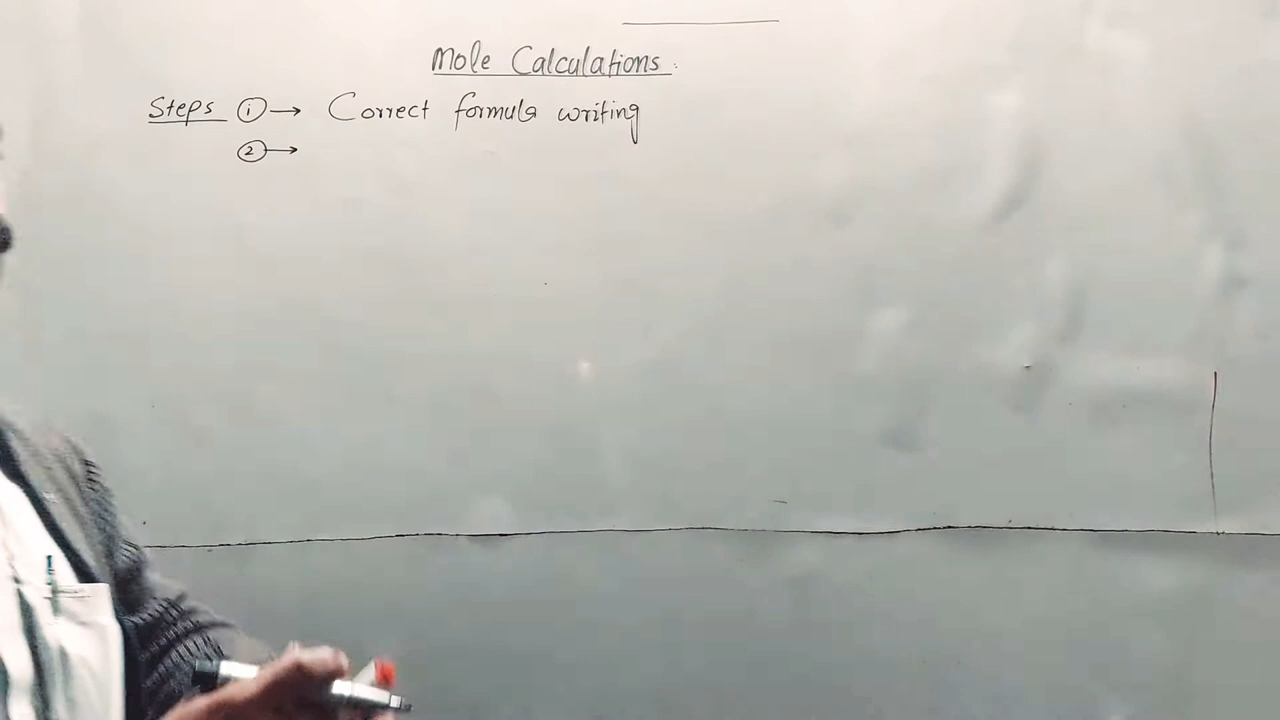 Mole Calculations.
Steps ① → Correct formula writing
② →